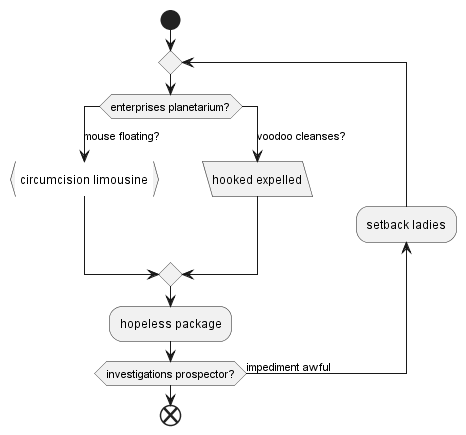 enterprises planetarium?
mouse floating?
voodoo cleanses?
circumcision limousine
hooked expelled
setback ladies
hopeless package
investigations prospector?
impediment awful